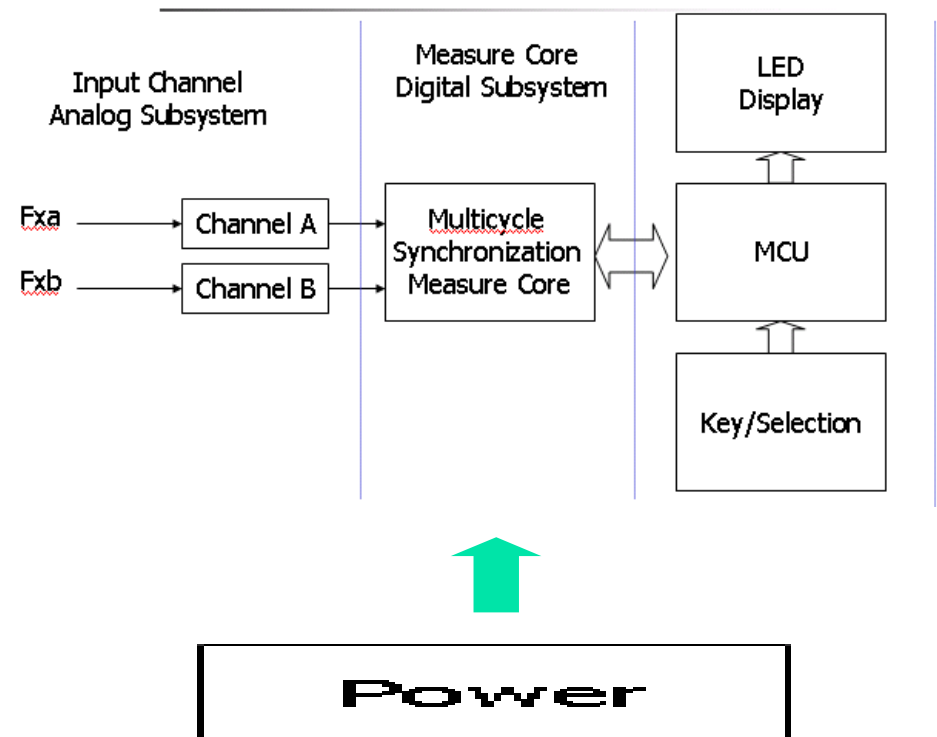 Input Channel
Analog Subsystem
Measure Core
Digital Subsystem
LED
Display
Fxa
Channel A
Fxb
Channel B
Multicycle
Synchronization
Measure Core
MCU
Key/Selection
Power